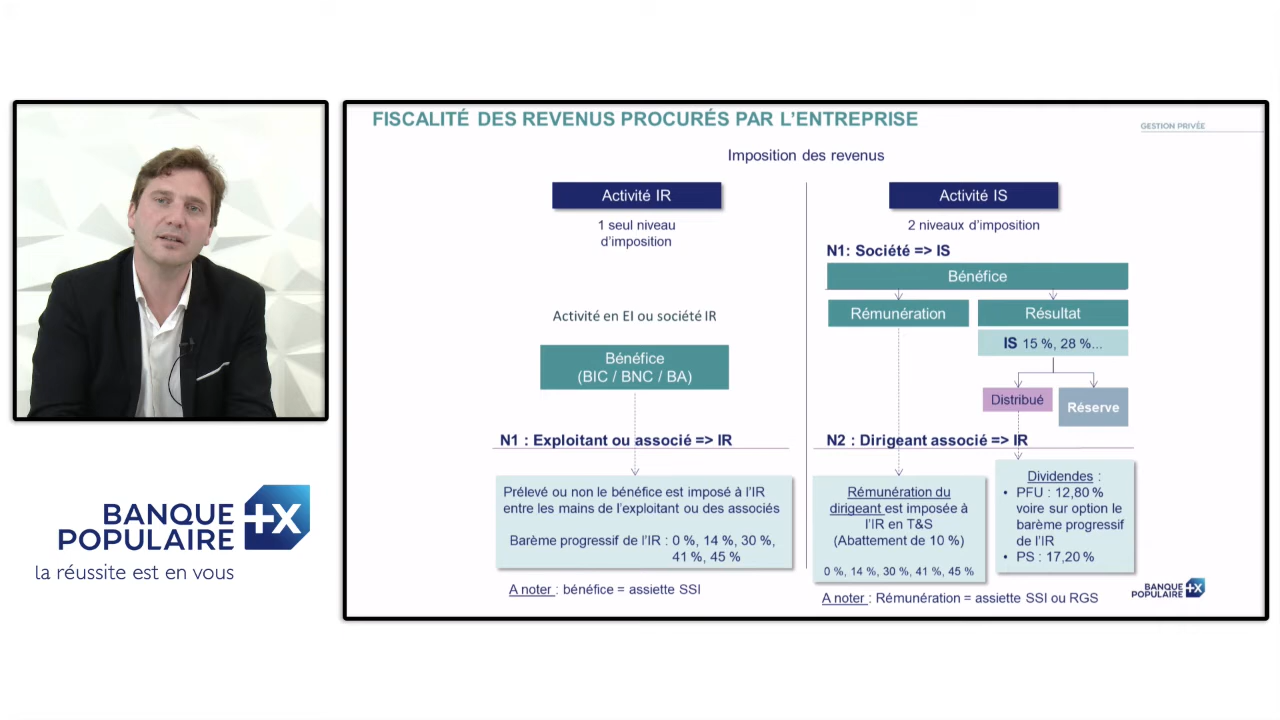 FISCALITÉ DES REVENUS PROCURÉS PAR L'ENTREPRISE
GESTION PRIVÉE
Imposition des revenus
Activité IR
1 seul niveau
d'imposition
Activité en EI ou société IR
Bénéfice
(BIC / BNC / BA)
N1 : Exploitant ou associé => IR
Prélevé ou non le bénéfice est imposé à l'IR
entre les mains de l'exploitant ou des associés
Barème progressif de l'IR : 0 %, 14 %, 30 %,
41 %, 45 %
A noter : bénéfice = assiette SSI
Activité IS
2 niveaux d'imposition
N1: Société => IS
Bénéfice
Rémunération
Résultat
IS 15 %, 28 %...
Distribué
Réserve
N2 : Dirigeant associé => IR
Rémunération du
dirigeant est imposée à
l'IR en T&S
(Abattement de 10 %)
0 %, 14 %, 30 %, 41 %, 45 %
Dividendes :
• PFU : 12,80 %
voire sur option le
barème progressif
de l'IR
• PS : 17,20 %
A noter : Rémunération = assiette SSI ou RGS
BANQUE
POPULAIRE
+X
BANQUE
POPULAIRE
+X
la réussite est en vous